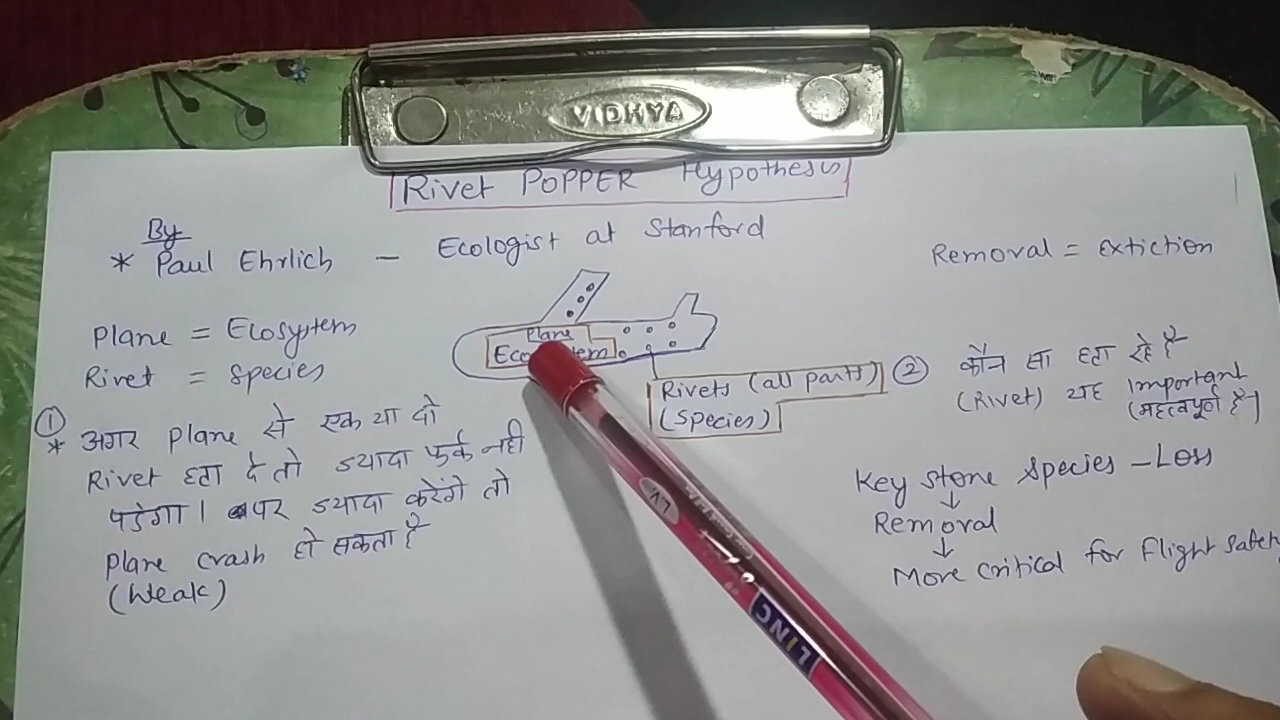 VIDHYA
Rivet POPPER Hypothesis
By
* Paul Ehrlich – Ecologist at Stanford
Removal = extiction
Plane = Ecosystem
Rivet = Species
Plane
Rivets (all parts)
(Species)
① * अगर plane से एक या दो
Rivet हटा दे तो ज्यादा फर्क नही
पडेगा। पर ज्यादा करेंगे तो
plane crash हो सकता है
(Weak)
② कौन सा हटा रहे है
(Rivet) यह Important
(महत्वपूर्ण है)
Key stone Species – Loss
↓
Removal
↓
More critical for flight safety
LINC